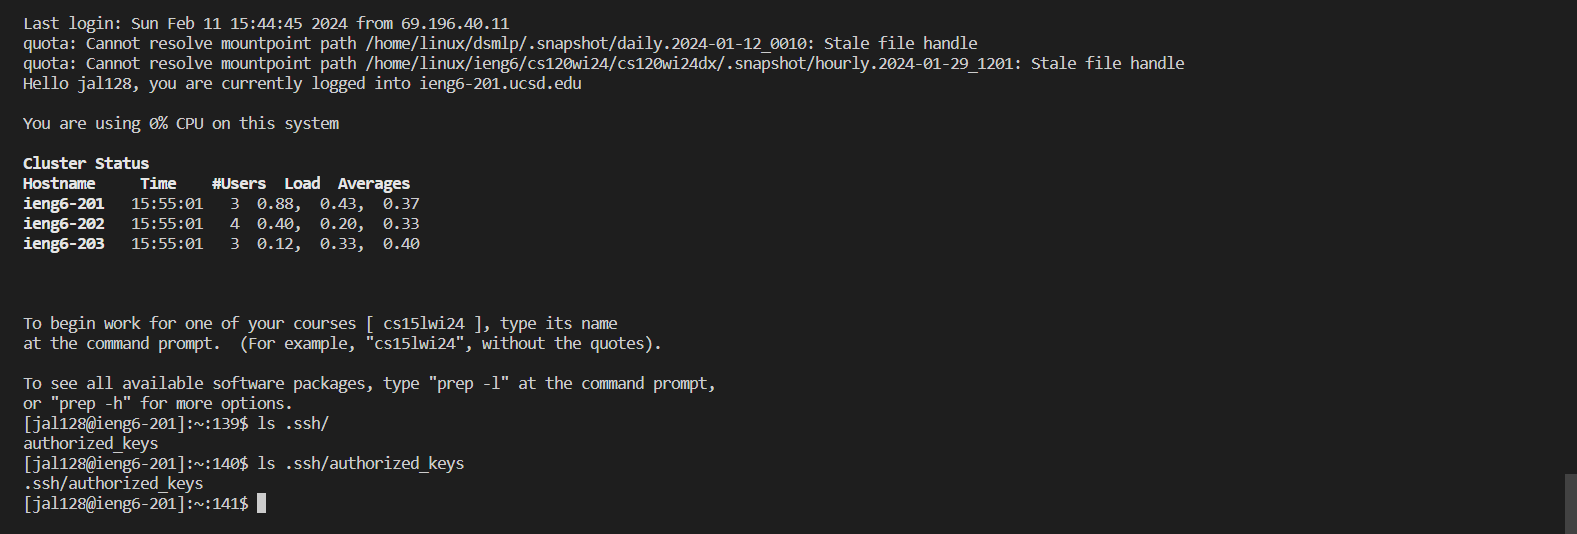 Last login: Sun Feb 11 15:44:45 2024 from 69.196.40.11
quota: Cannot resolve mountpoint path /home/linux/dsmlp/.snapshot/daily.2024-01-12_0010: Stale file handle
quota: Cannot resolve mountpoint path /home/linux/ieng6/cs120wi24/cs120wi24dx/.snapshot/hourly.2024-01-29_1201: Stale file handle
Hello jal128, you are currently logged into ieng6-201.ucsd.edu
You are using 0% CPU on this system
Cluster Status
Hostname     Time    #Users  Load  Averages
ieng6-201   15:55:01   3  0.88,  0.43,  0.37
ieng6-202   15:55:01   4  0.40,  0.20,  0.33
ieng6-203   15:55:01   3  0.12,  0.33,  0.40
To begin work for one of your courses [ cs15lwi24 ], type its name
at the command prompt.  (For example, "cs15lwi24", without the quotes).
To see all available software packages, type "prep -l" at the command prompt,
or "prep -h" for more options.
[jal128@ieng6-201]:~:139$ ls .ssh/
authorized_keys
[jal128@ieng6-201]:~:140$ ls .ssh/authorized_keys
.ssh/authorized_keys
[jal128@ieng6-201]:~:141$